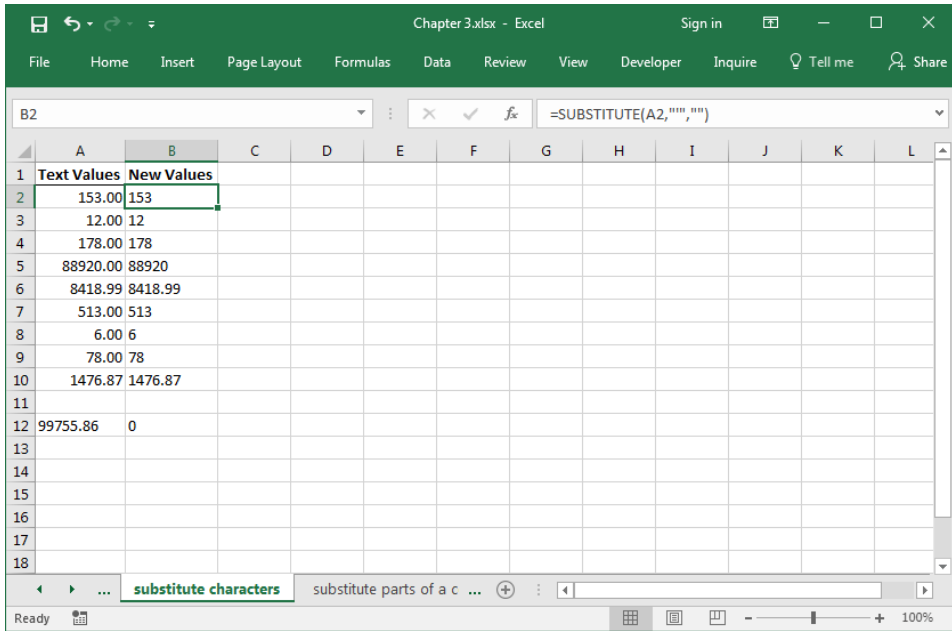 Chapter 3.xlsx - Excel Sign in
File Home Insert Page Layout Formulas Data Review View Developer Inquire Tell me Share
B2 fx =SUBSTITUTE(A2,"'","")
A B C D E F G H I J K L
1 Text Values New Values
2 153.00 153
3 12.00 12
4 178.00 178
5 88920.00 88920
6 8418.99 8418.99
7 513.00 513
8 6.00 6
9 78.00 78
10 1476.87 1476.87
11
12 99755.86 0
13
14
15
16
17
18
... substitute characters substitute parts of a c ...
Ready 100%